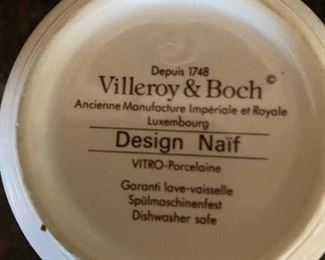 Depuis 1748
Villeroy & Boch©
Ancienne Manufacture Impériale et Royale
Luxembourg
Design Naïf
VITRO-Porcelaine
Garanti lave-vaisselle
Spülmaschinenfest
Dishwasher safe